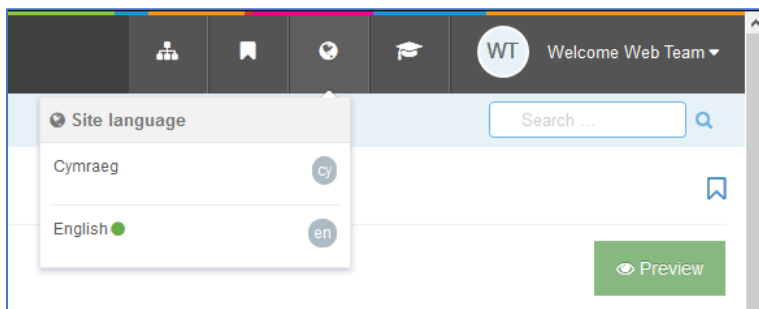 WT Welcome Web Team
Site language
Search ...
Cymraeg cy
English en
Preview